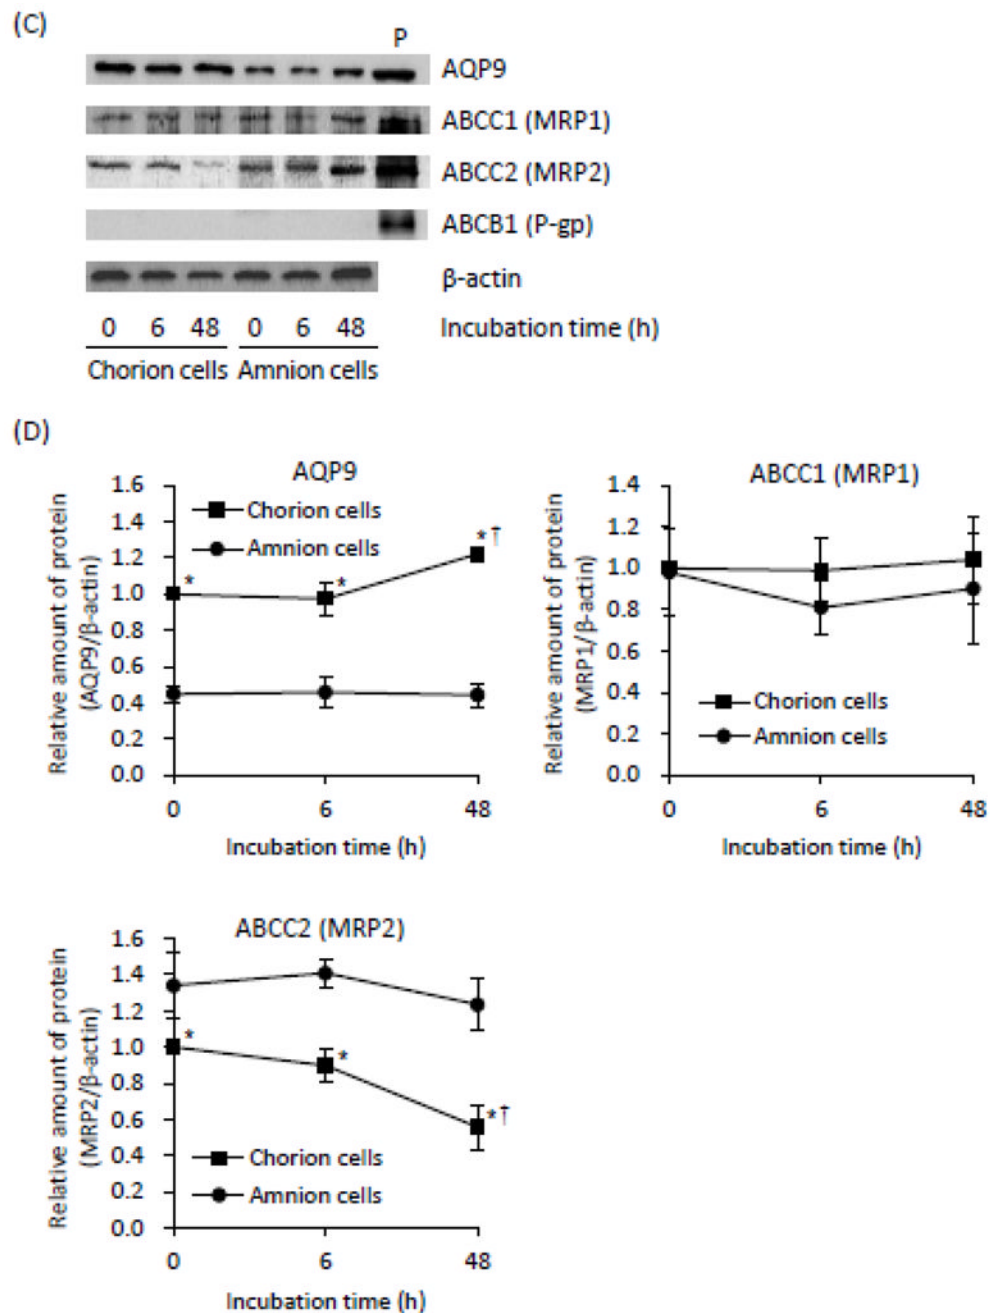 (C)
P
AQP9
ABCC1 (MRP1)
ABCC2 (MRP2)
ABCB1 (P-gp)
β-actin
0 6 48 0 6 48 Incubation time (h)
Chorion cells Amnion cells
(D)
AQP9
Relative amount of protein
(AQP9/β-actin)
1.6
1.4
1.2
1.0
0.8
0.6
0.4
0.2
0.0
Chorion cells
Amnion cells
*
*
*†
0 6 48
Incubation time (h)
ABCC1 (MRP1)
Relative amount of protein
(MRP1/β-actin)
1.4
1.2
1.0
0.8
0.6
0.4
0.2
0.0
Chorion cells
Amnion cells
0 6 48
Incubation time (h)
ABCC2 (MRP2)
Relative amount of protein
(MRP2/β-actin)
1.6
1.4
1.2
1.0
0.8
0.6
0.4
0.2
0.0
*
*
*†
Chorion cells
Amnion cells
0 6 48
Incubation time (h)